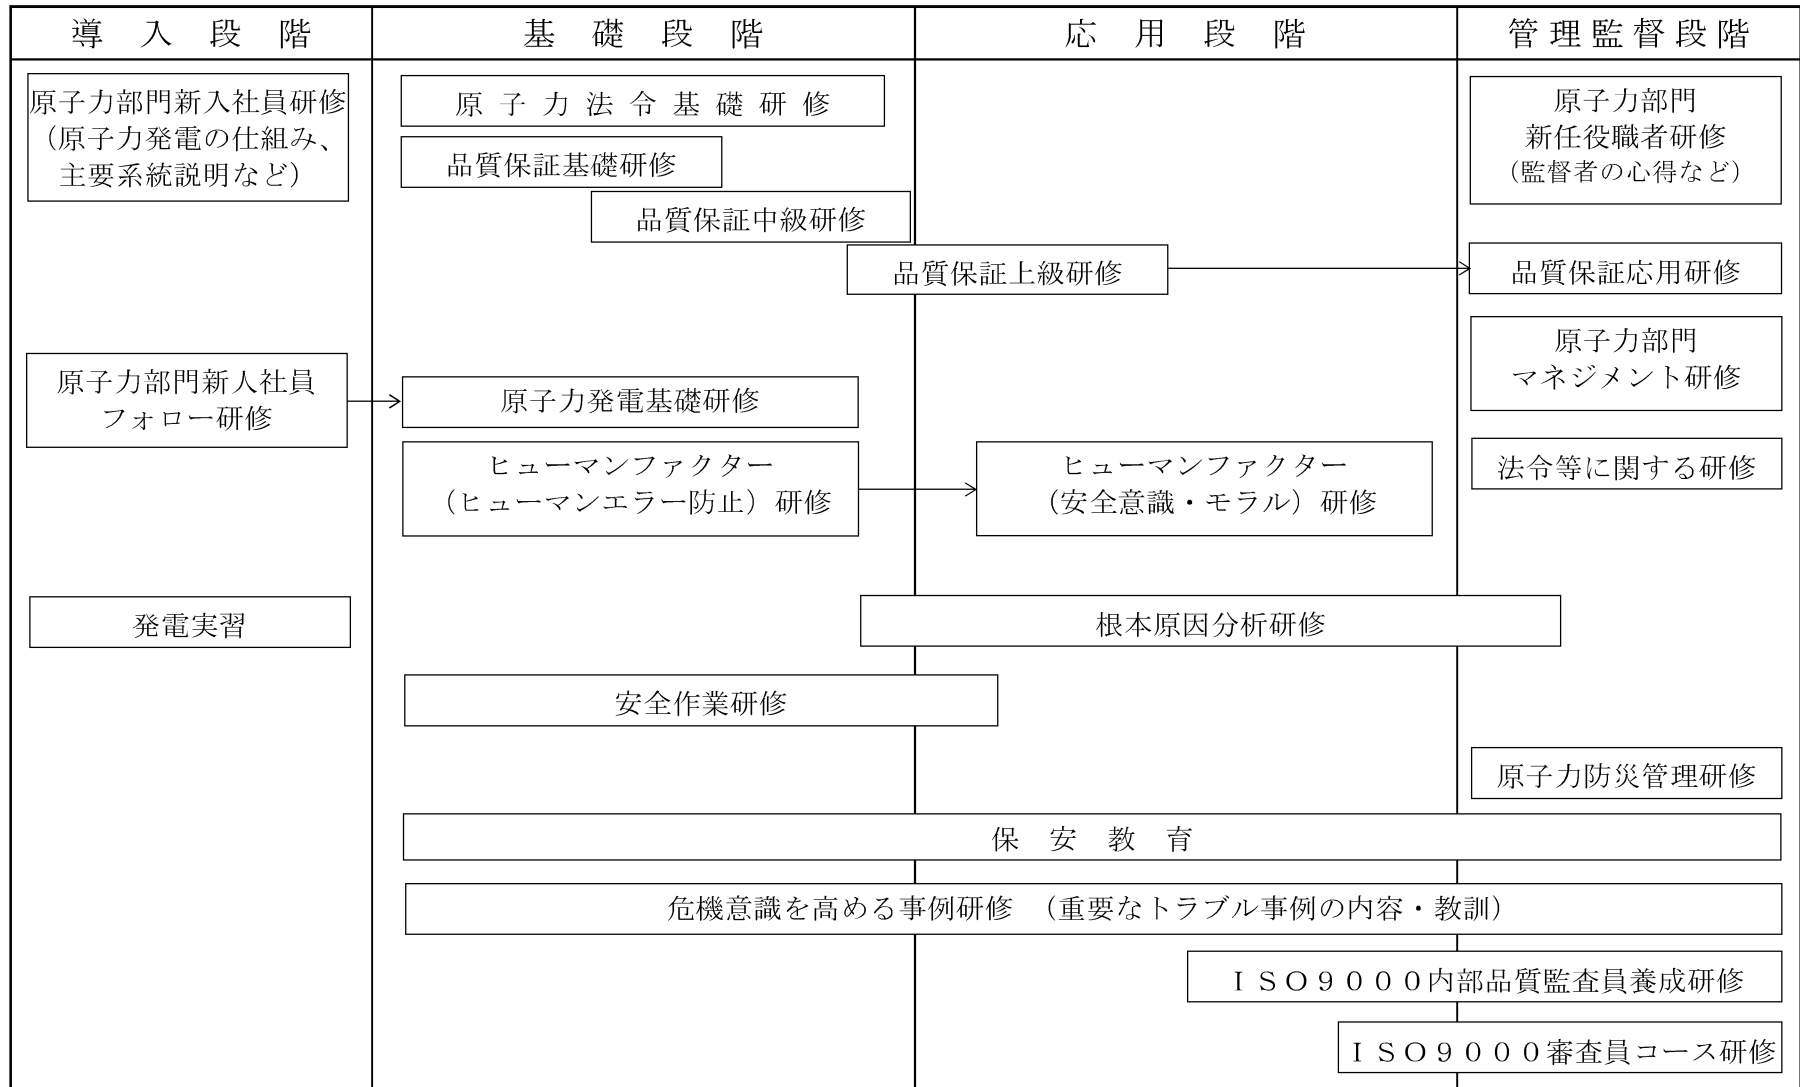 導入段階
基礎段階
応用段階
管理監督段階
原子力部門新入社員研修
（原子力発電の仕組み、
主要系統説明など）
原子力法令基礎研修
原子力部門
新任役職者研修
（監督者の心得など）
品質保証基礎研修
品質保証中級研修
品質保証上級研修
品質保証応用研修
原子力部門
マネジメント研修
原子力部門新人社員
フォロー研修
原子力発電基礎研修
ヒューマンファクター
（ヒューマンエラー防止）研修
ヒューマンファクター
（安全意識・モラル）研修
法令等に関する研修
発電実習
根本原因分析研修
安全作業研修
原子力防災管理研修
保安教育
危機意識を高める事例研修　（重要なトラブル事例の内容・教訓）
ＩＳＯ９０００内部品質監査員養成研修
ＩＳＯ９０００審査員コース研修